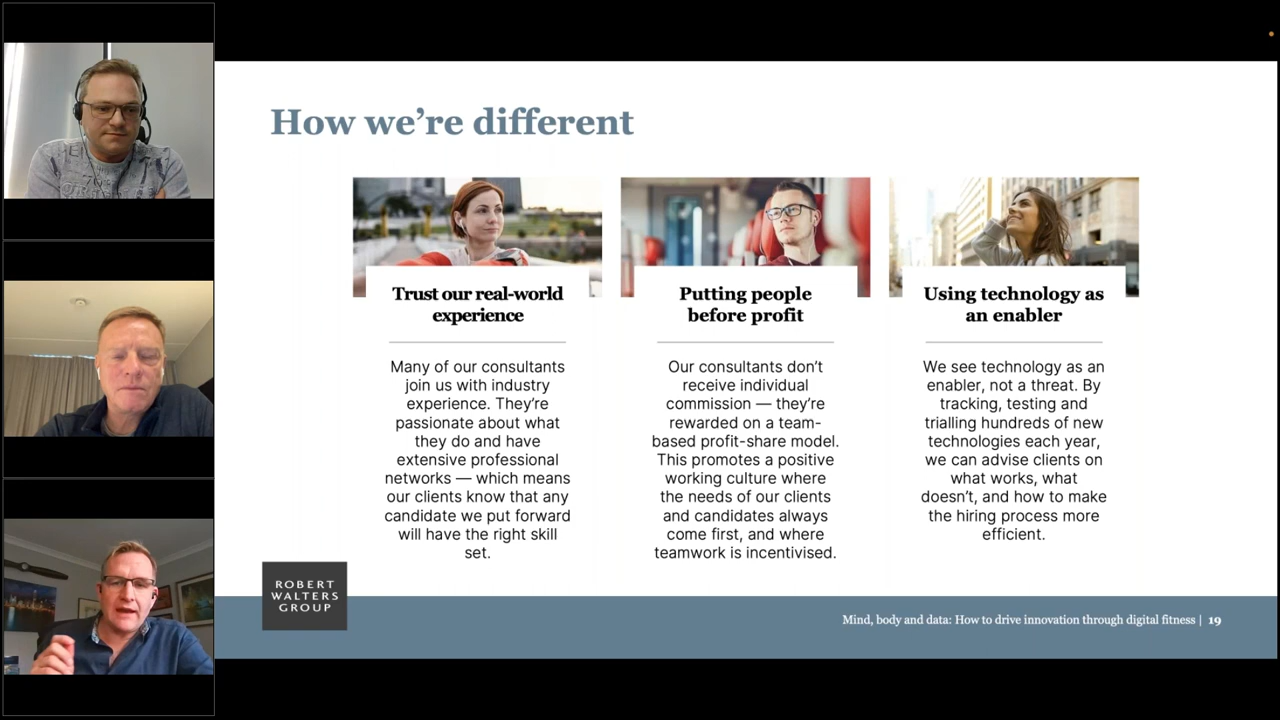 How we're different
Trust our real-world
experience
Many of our consultants
join us with industry
experience. They're
passionate about what
they do and have
extensive professional
networks — which means
our clients know that any
candidate we put forward
will have the right skill
set.
Putting people
before profit
Our consultants don't
receive individual
commission — they're
rewarded on a team-
based profit-share model.
This promotes a positive
working culture where
the needs of our clients
and candidates always
come first, and where
teamwork is incentivised.
Using technology as
an enabler
We see technology as an
enabler, not a threat. By
tracking, testing and
trialling hundreds of new
technologies each year,
we can advise clients on
what works, what
doesn't, and how to make
the hiring process more
efficient.
ROBERT
WALTERS
GROUP
Mind, body and data: How to drive innovation through digital fitness | 19